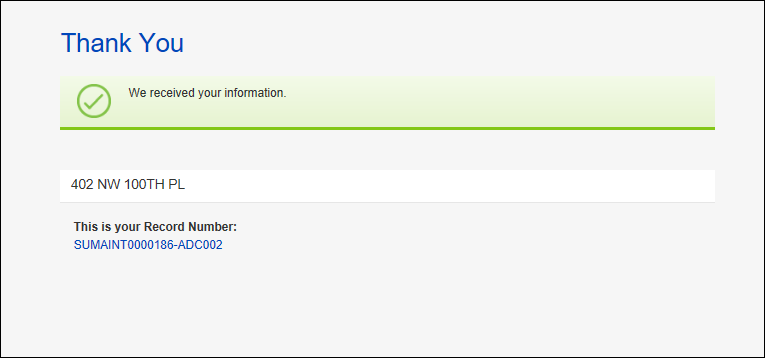 Thank You
We received your information.
402 NW 100TH PL
This is your Record Number:
SUMAINT0000186-ADC002